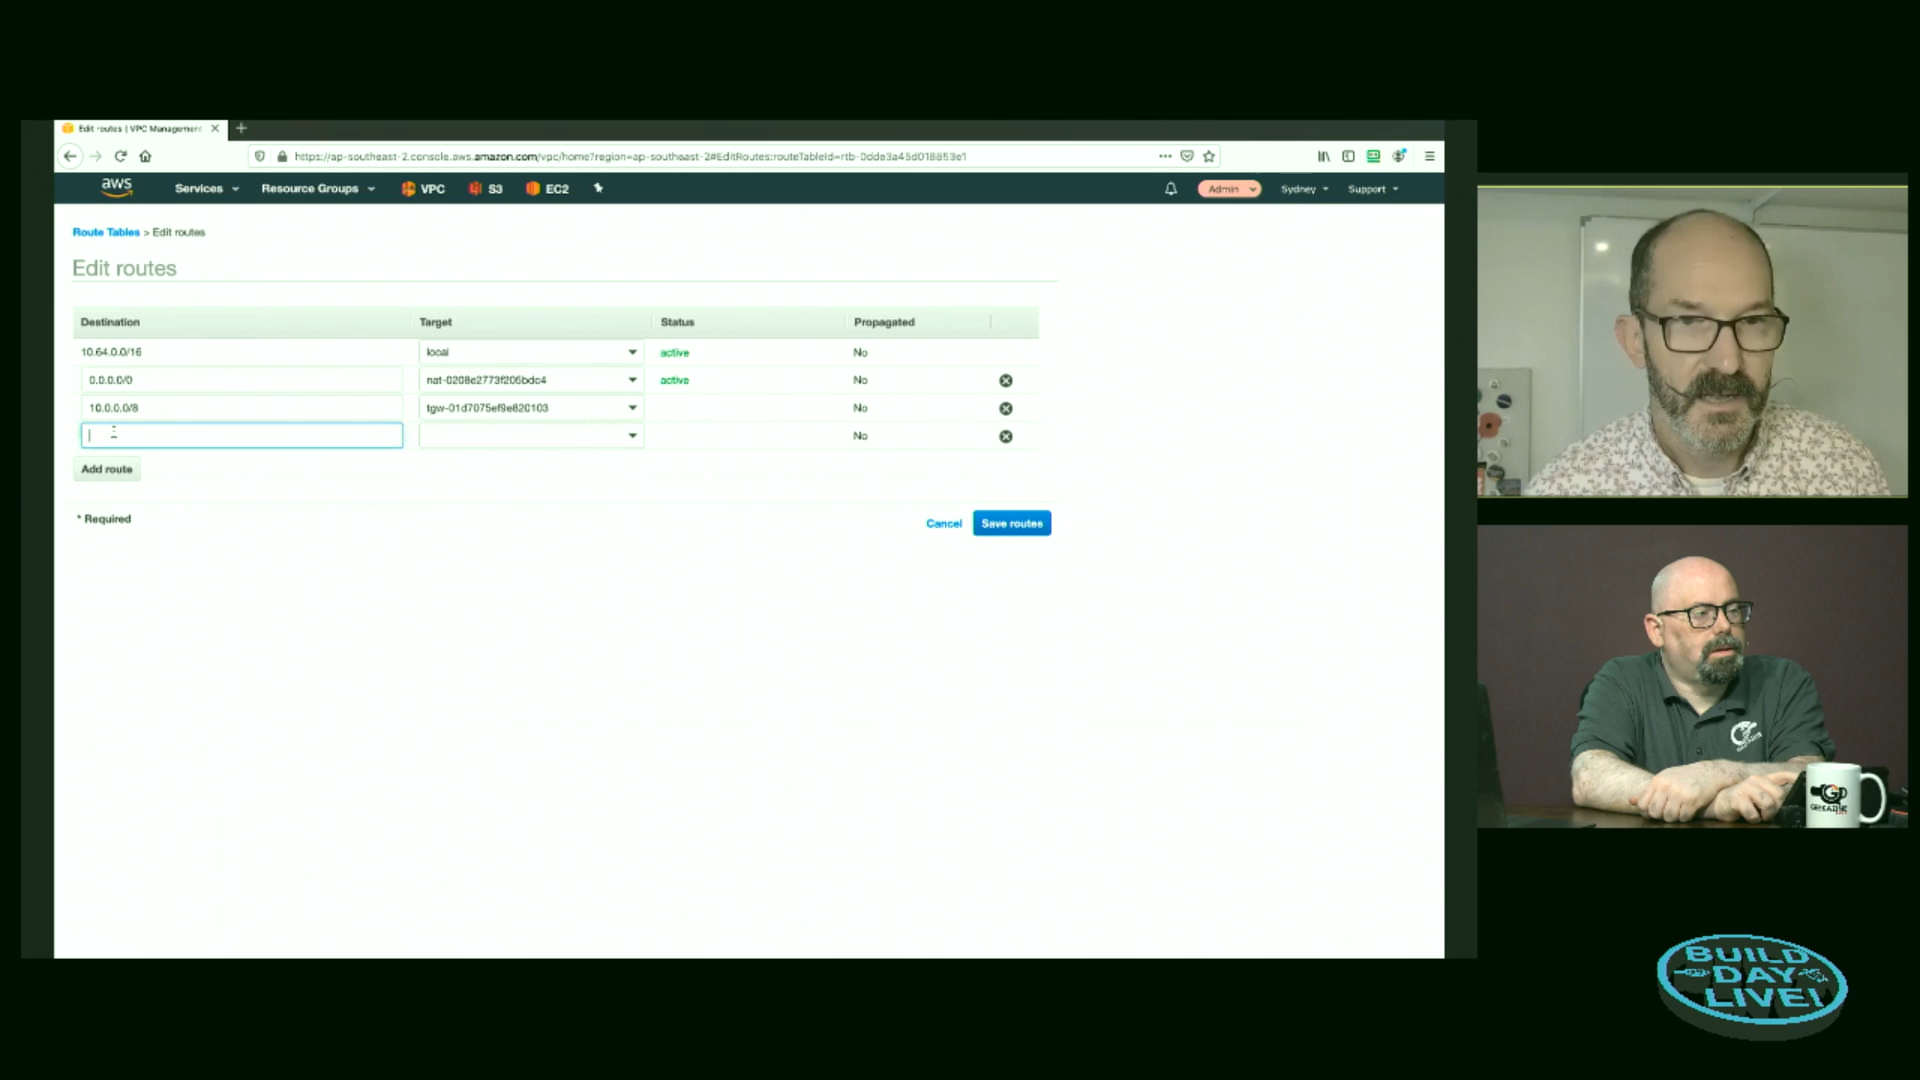 Edit routes | VPC Management
https://ap-southeast-2.console.aws.amazon.com/vpc/home?region=ap-southeast-2#EditRoutes:routeTableId=rtb-0dde3a45d018853e1
aws Services Resource Groups VPC S3 EC2 Admin Sydney Support
Route Tables > Edit routes
Edit routes
Destination Target Status Propagated
10.64.0.0/16 local active No
0.0.0.0/0 nat-0208e2773f206bdc4 active No
10.0.0.0/8 tgw-01d7075ef9e820103 No
No
Add route
* Required
Cancel Save routes
BUILD
DAY
LIVE!